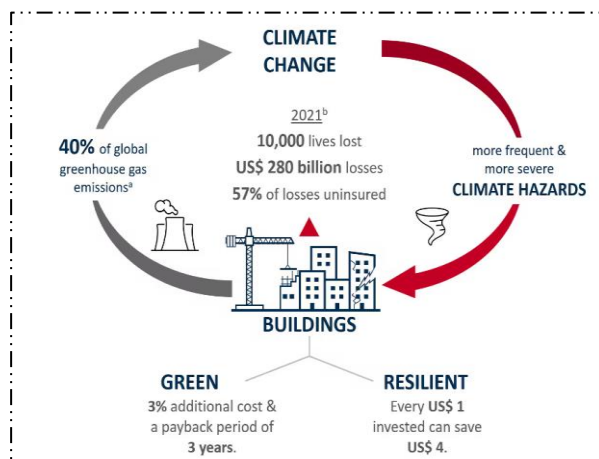 CLIMATE
CHANGE
2021ᵇ
10,000 lives lost
US$ 280 billion losses
57% of losses uninsured
40% of global
greenhouse gas
emissionsᵃ
more frequent &
more severe
CLIMATE HAZARDS
BUILDINGS
GREEN
3% additional cost &
a payback period of
3 years.
RESILIENT
Every US$ 1
invested can save
US$ 4.